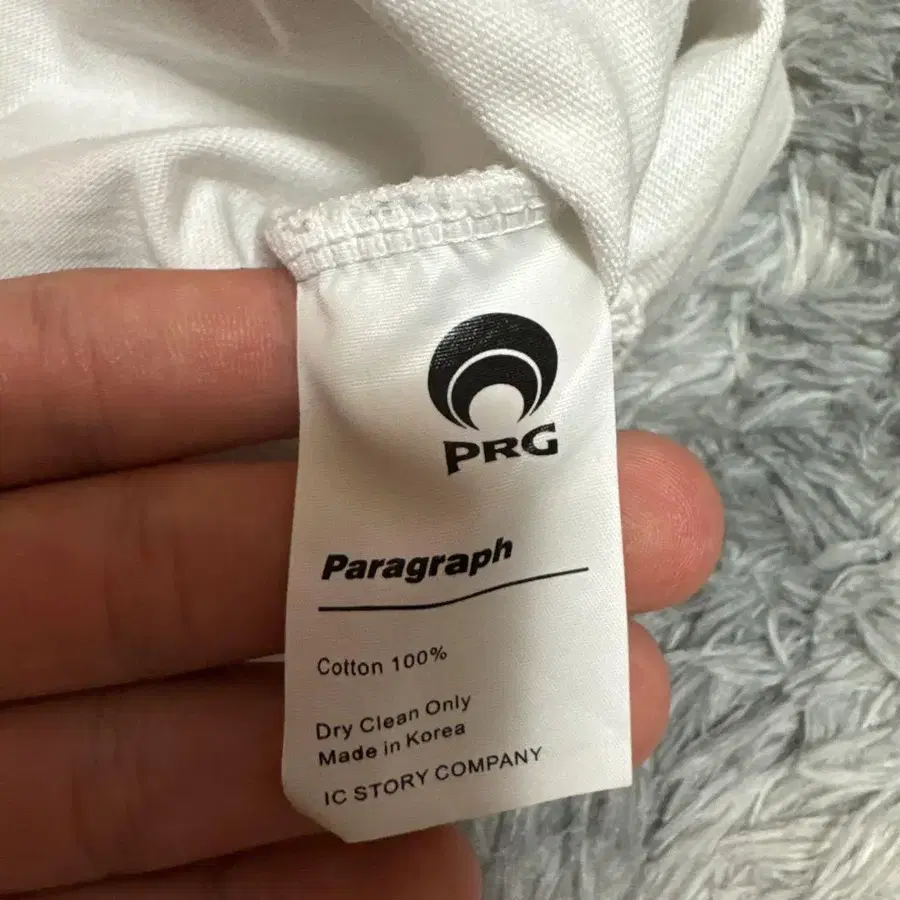 PRG
Paragraph
Cotton 100%
Dry Clean Only
Made in Korea
IC STORY COMPANY